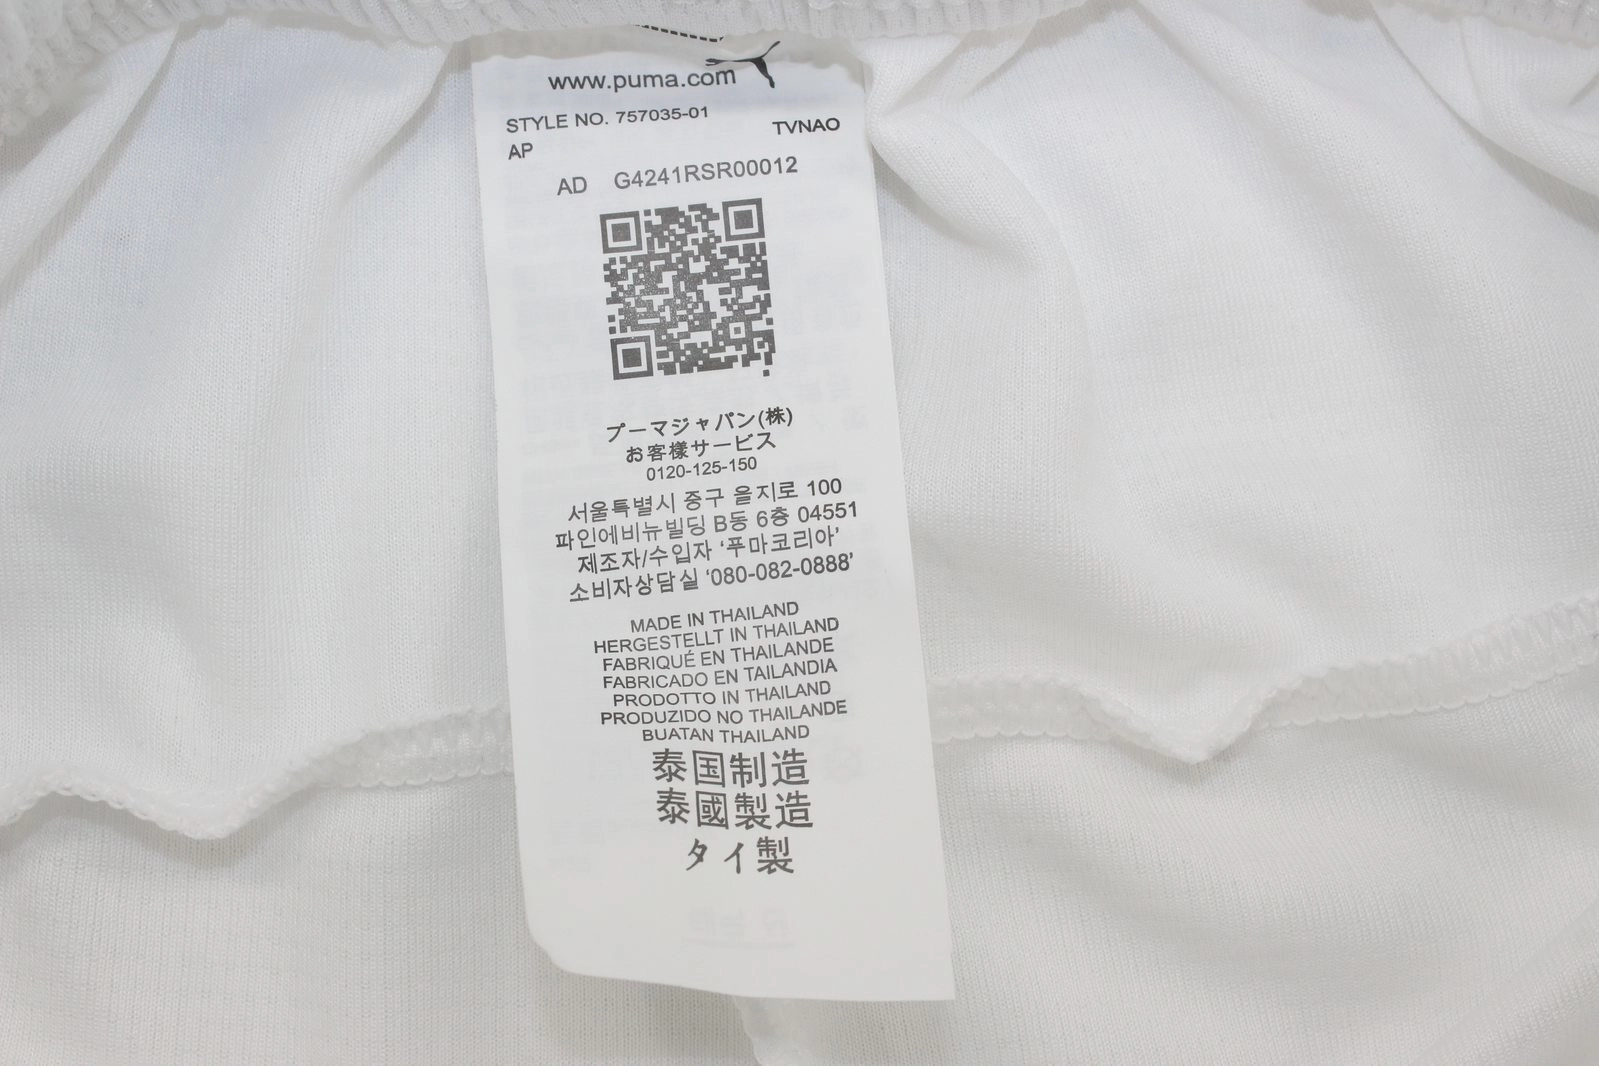 www.puma.com
STYLE NO. 757035-01
TVNAO
AP
AD G4241RSR00012
プーマジャパン(株)
お客様サービス
0120-125-150
서울특별시 중구 을지로 100
파인에비뉴빌딩 B동 6층 04551
제조자/수입자 ‘푸마코리아’
소비자상담실 ‘080-082-0888’
MADE IN THAILAND
HERGESTELLT IN THAILAND
FABRIQUÉ EN THAILANDE
FABRICADO EN TAILANDIA
PRODOTTO IN THAILAND
PRODUZIDO NO THAILANDE
BUATAN THAILAND
泰国制造
泰國製造
タイ製